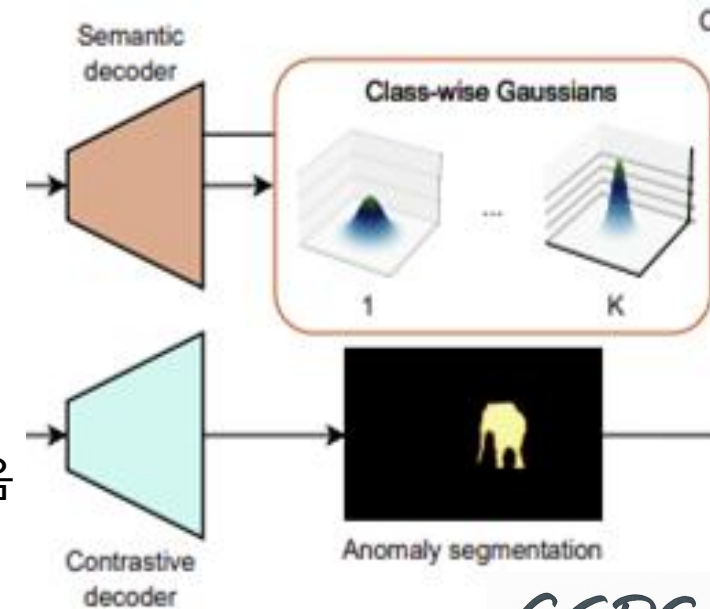 Semantic
decoder
Class-wise Gaussians
...
1
K
Anomaly segmentation
Contrastive
decoder